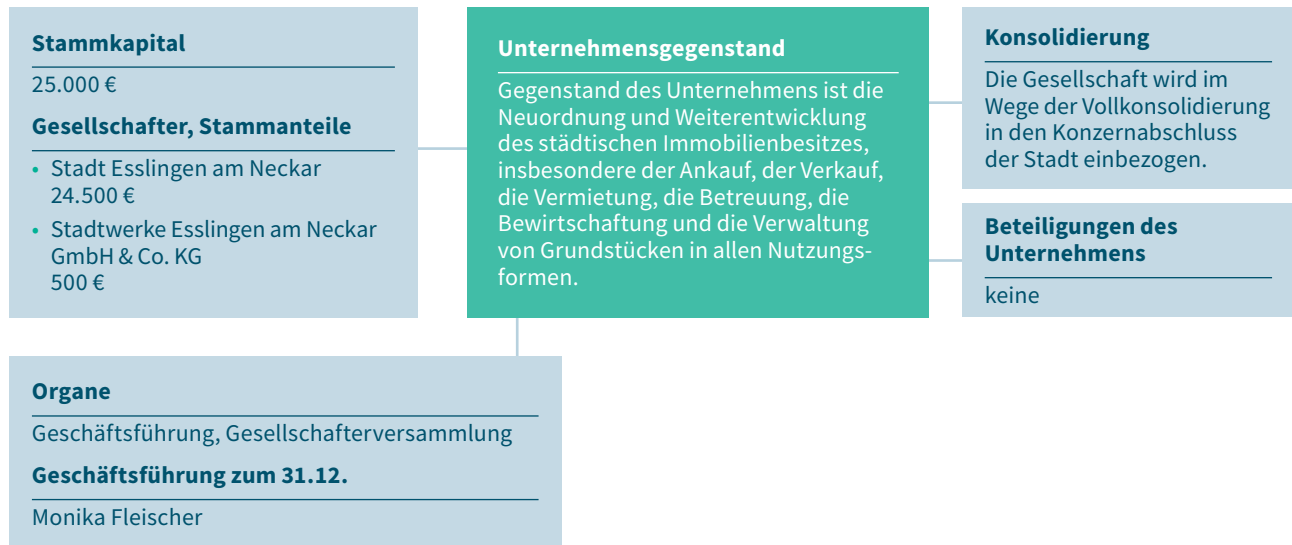 Stammkapital
25.000 €
Gesellschafter, Stammanteile
• Stadt Esslingen am Neckar
24.500 €
• Stadtwerke Esslingen am Neckar
GmbH & Co. KG
500 €
Unternehmensgegenstand
Gegenstand des Unternehmens ist die
Neuordnung und Weiterentwicklung
des städtischen Immobilienbesitzes,
insbesondere der Ankauf, der Verkauf,
die Vermietung, die Betreuung, die
Bewirtschaftung und die Verwaltung
von Grundstücken in allen Nutzungs-
formen.
Konsolidierung
Die Gesellschaft wird im
Wege der Vollkonsolidierung
in den Konzernabschluss
der Stadt einbezogen.
Beteiligungen des
Unternehmens
keine
Organe
Geschäftsführung, Gesellschafterversammlung
Geschäftsführung zum 31.12.
Monika Fleischer